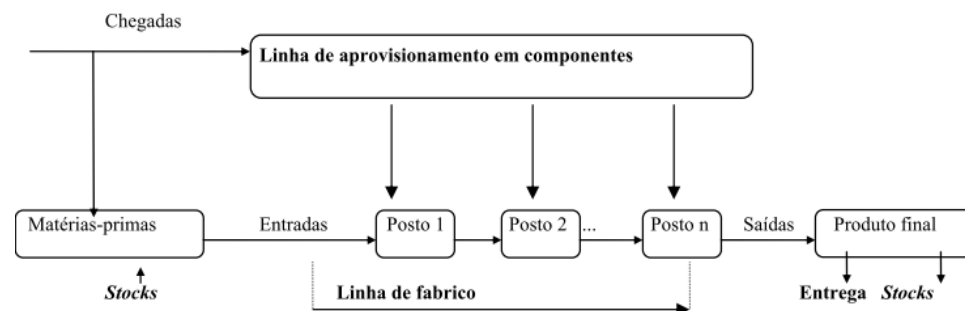 Chegadas
Linha de aprovisionamento em componentes
Matérias-primas
Entradas
Posto 1
Posto 2
...
Posto n
Saídas
Produto final
Stocks
Linha de fabrico
Entrega
Stocks